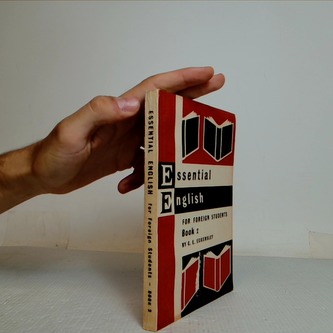 Essential
English
FOR FOREIGN STUDENTS
Book 2
BY C. E. ECKERSLEY
ESSENTIAL ENGLISH for Foreign Students - BOOK 2